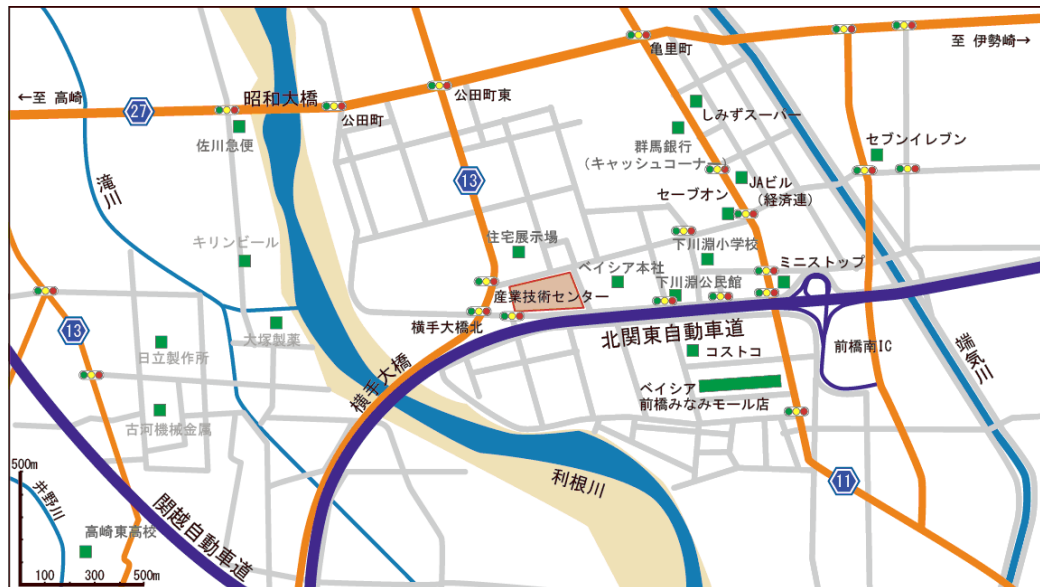 亀里町
至 伊勢崎→
←至 高崎
27
昭和大橋
公田町東
公田町
しみずスーパー
佐川急便
群馬銀行
(キャッシュコーナー)
セブンイレブン
滝川
13
JAビル
(経済連)
セーブオン
キリンビール
住宅展示場
下川淵小学校
ベイシア本社
下川淵公民館
ミニストップ
産業技術センター
13
横手大橋北
大塚製薬
北関東自動車道
前橋南IC
端気川
日立製作所
コストコ
横手大橋
ベイシア
前橋みなみモール店
古河機械金属
500m
利根川
11
井野川
関越自動車道
高崎東高校
100
300
500m